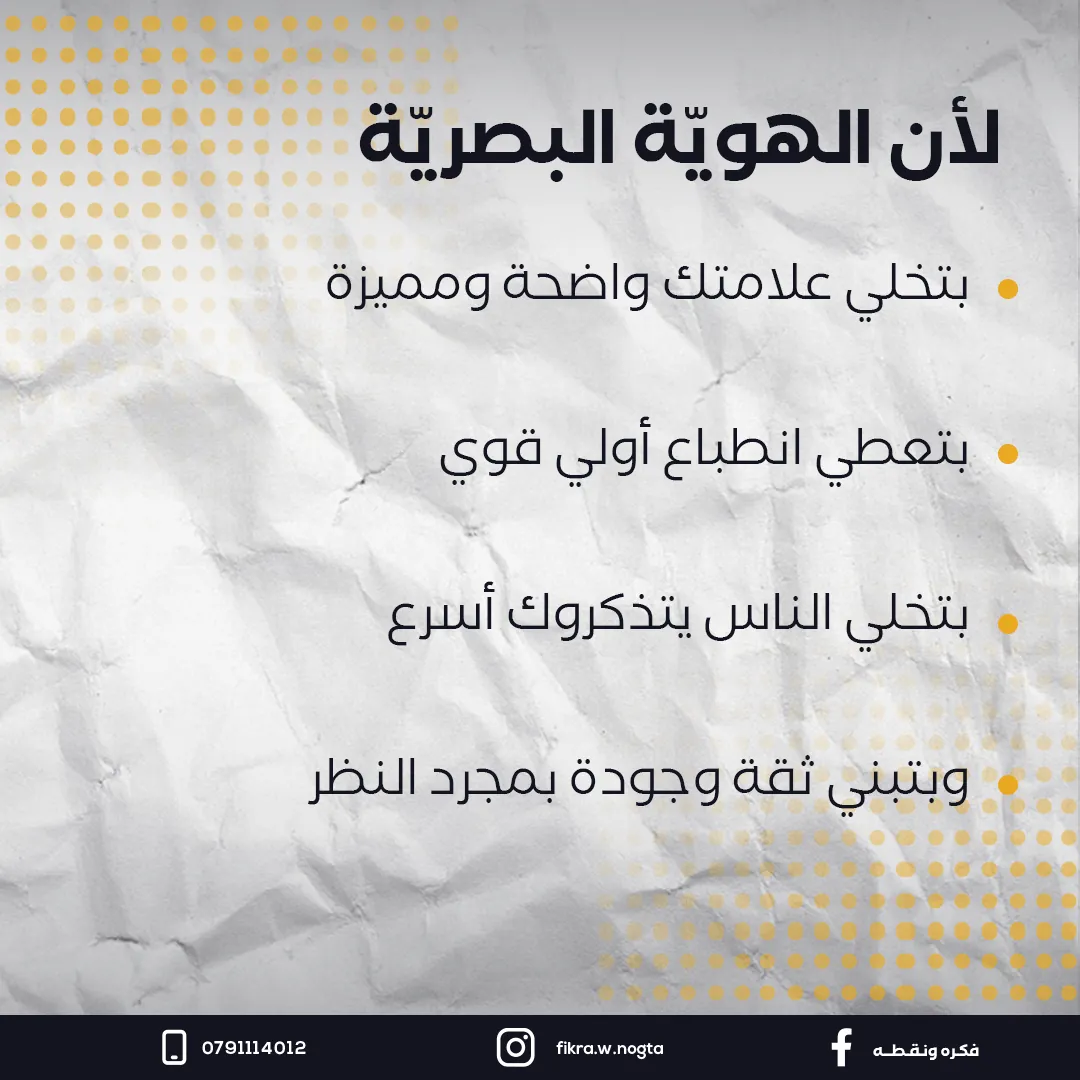 لأن الهويّة البصريّة
بتخلي علامتك واضحة ومميزة
بتعطي انطباع أولي قوي
بتخلي الناس يتذكروك أسرع
وبتبني ثقة وجودة بمجرد النظر
فكره ونقطه
fikra.w.nogta
0791114012